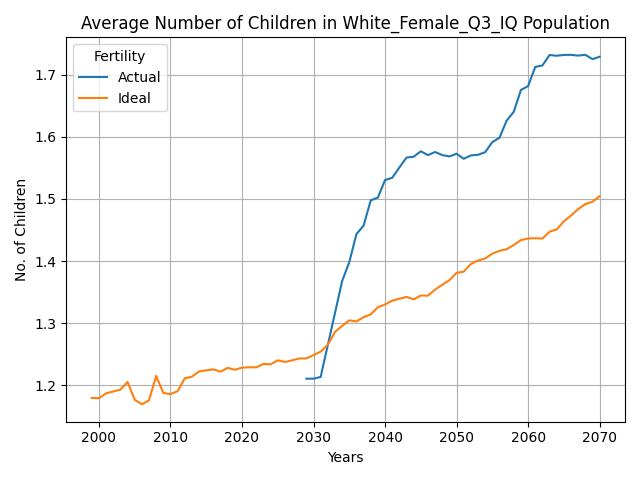 Average Number of Children in White_Female_Q3_IQ Population
Fertility
Actual
Ideal
No. of Children
1.7
1.6
1.5
1.4
1.3
1.2
2000 2010 2020 2030 2040 2050 2060 2070
Years